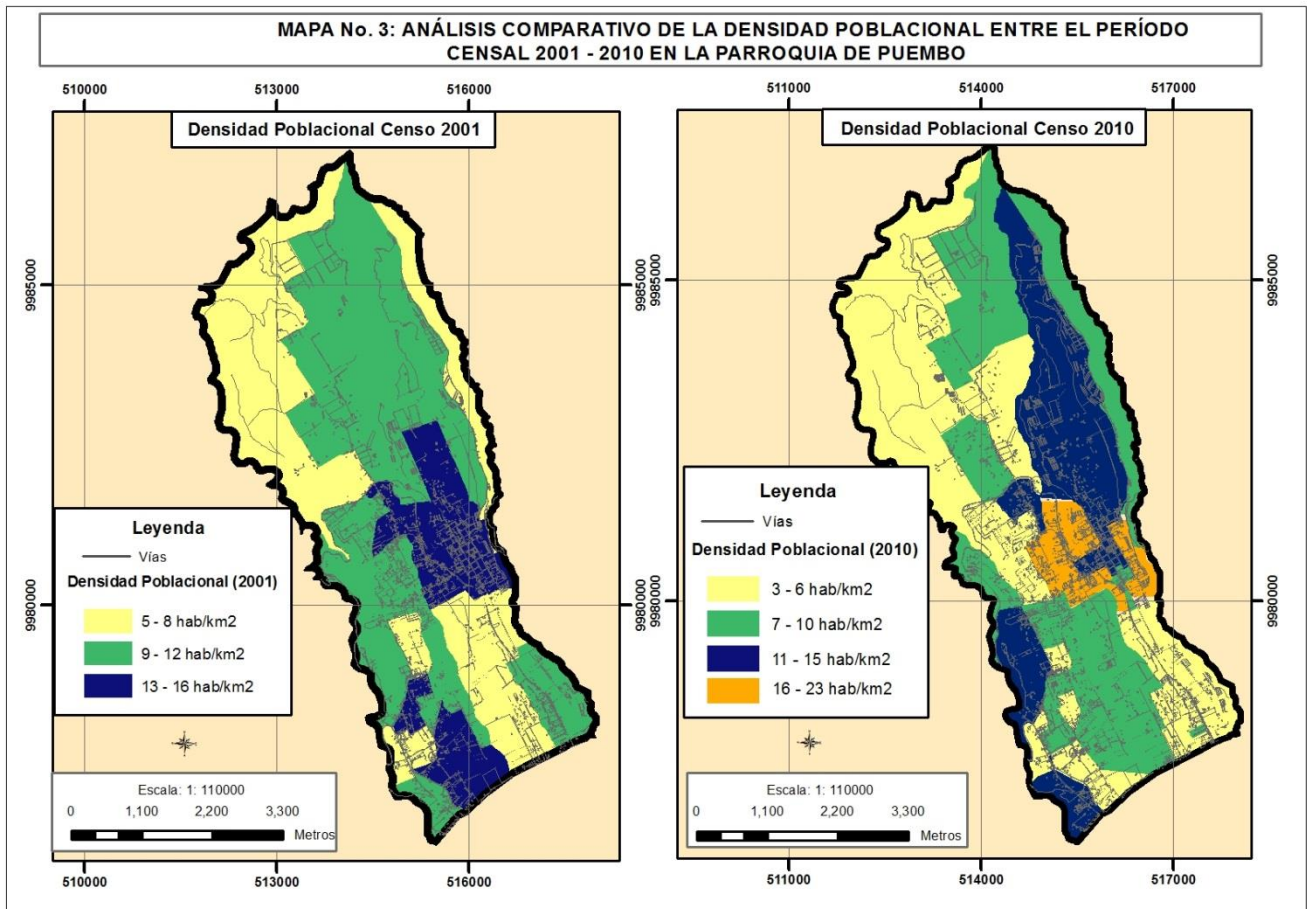 MAPA No. 3: ANÁLISIS COMPARATIVO DE LA DENSIDAD POBLACIONAL ENTRE EL PERÍODO
CENSAL 2001 - 2010 EN LA PARROQUIA DE PUEMBO
510000 513000 516000
Densidad Poblacional Censo 2001
9985000 9985000
9980000 9980000
Leyenda
Vías
Densidad Poblacional (2001)
5 - 8 hab/km2
9 - 12 hab/km2
13 - 16 hab/km2
Escala: 1: 110000
0 1,100 2,200 3,300
Metros
510000 513000 516000
511000 514000 517000
Densidad Poblacional Censo 2010
9985000 9985000
9980000 9980000
Leyenda
Vías
Densidad Poblacional (2010)
3 - 6 hab/km2
7 - 10 hab/km2
11 - 15 hab/km2
16 - 23 hab/km2
Escala: 1: 110000
0 1,100 2,200 3,300
Metros
511000 514000 517000